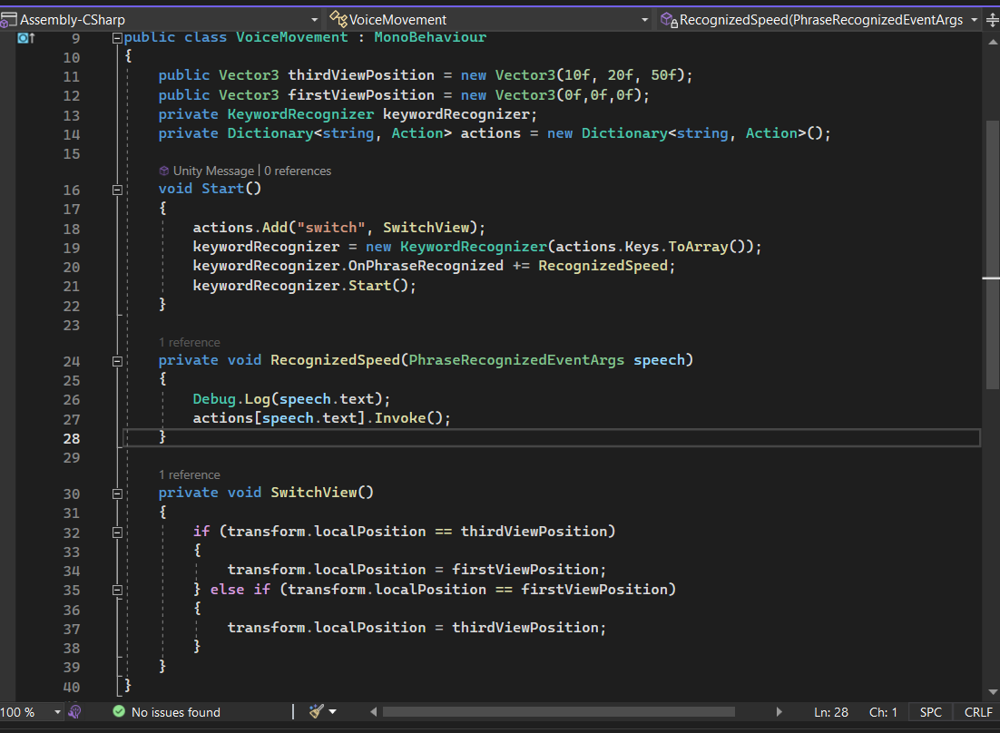 Assembly-CSharp VoiceMovement RecognizedSpeed(PhraseRecognizedEventArgs
9 public class VoiceMovement : MonoBehaviour
10 {
11 public Vector3 thirdViewPosition = new Vector3(10f, 20f, 50f);
12 public Vector3 firstViewPosition = new Vector3(0f,0f,0f);
13 private KeywordRecognizer keywordRecognizer;
14 private Dictionary<string, Action> actions = new Dictionary<string, Action>();
15
Unity Message | 0 references
16 void Start()
17 {
18 actions.Add("switch", SwitchView);
19 keywordRecognizer = new KeywordRecognizer(actions.Keys.ToArray());
20 keywordRecognizer.OnPhraseRecognized += RecognizedSpeed;
21 keywordRecognizer.Start();
22 }
23
1 reference
24 private void RecognizedSpeed(PhraseRecognizedEventArgs speech)
25 {
26 Debug.Log(speech.text);
27 actions[speech.text].Invoke();
28 }
29
1 reference
30 private void SwitchView()
31 {
32 if (transform.localPosition == thirdViewPosition)
33 {
34 transform.localPosition = firstViewPosition;
35 } else if (transform.localPosition == firstViewPosition)
36 {
37 transform.localPosition = thirdViewPosition;
38 }
39 }
40 }
100 % No issues found Ln: 28 Ch: 1 SPC CRLF